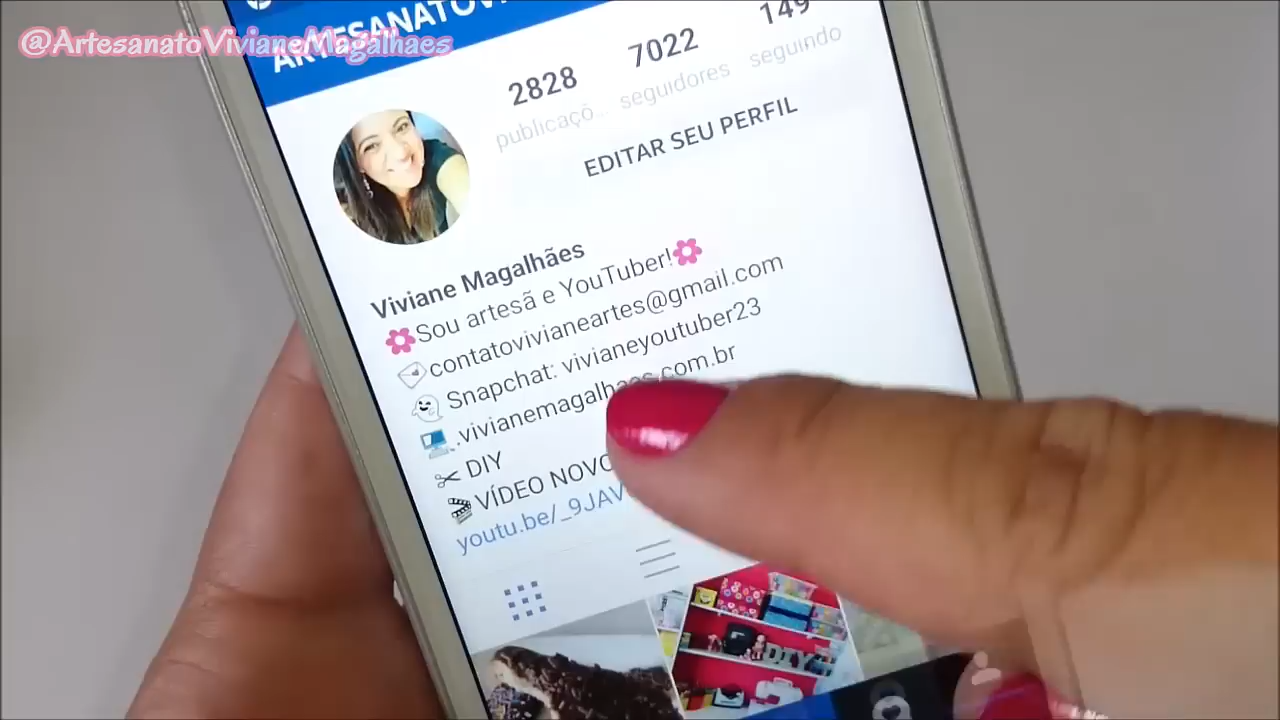 @ArtesanatoVivianeMagalhaes
2828 7022 149
publicaçõ... seguidores seguindo
EDITAR SEU PERFIL
Viviane Magalhães
Sou artesã e YouTuber!
contatovivianeartes@gmail.com
Snapchat: vivianeyoutuber23
.vivianemagalhaes.com.br
DIY
VÍDEO NOVO
youtu.be/_9JAV
DIY